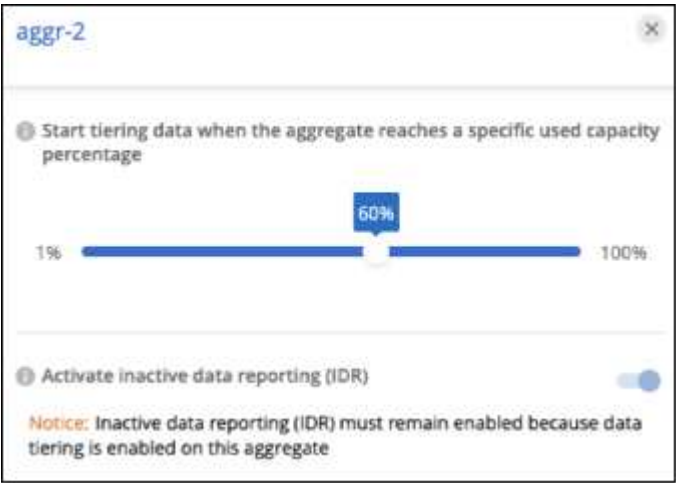 aggr-2
Start tiering data when the aggregate reaches a specific used capacity
percentage
60%
1% 100%
Activate inactive data reporting (IDR)
Notice: Inactive data reporting (IDR) must remain enabled because data
tiering is enabled on this aggregate